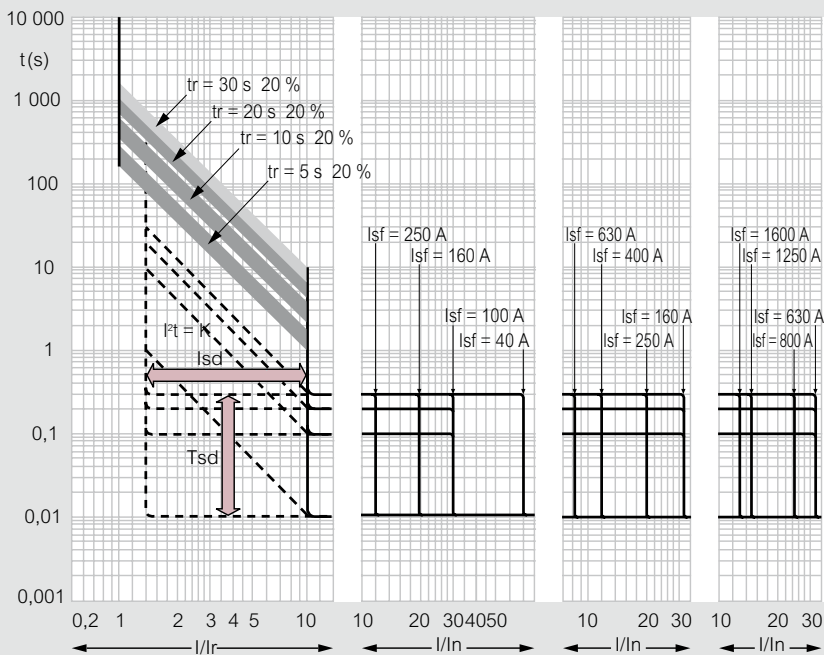 10 000
t(s)
1 000
100
10
1
0,1
0,01
0,001
tr = 30 s 20 %
tr = 20 s 20 %
tr = 10 s 20 %
tr = 5 s 20 %
I²t = K
Isd
Tsd
0,2 1 2 3 4 5 10
I/Ir
Isf = 250 A
Isf = 160 A
Isf = 100 A
Isf = 40 A
10 20 30 40 50
I/In
Isf = 630 A
Isf = 400 A
Isf = 160 A
Isf = 250 A
10 20 30
I/In
Isf = 1600 A
Isf = 1250 A
Isf = 630 A
Isf = 800 A
10 20 30
I/In